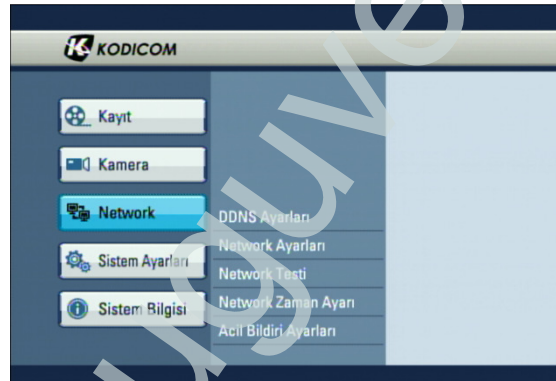 KODICOM
Kayıt
Kamera
Network
Sistem Ayarları
Sistem Bilgisi
DDNS Ayarları
Network Ayarları
Network Testi
Network Zaman Ayarı
Acil Bildiri Ayarları